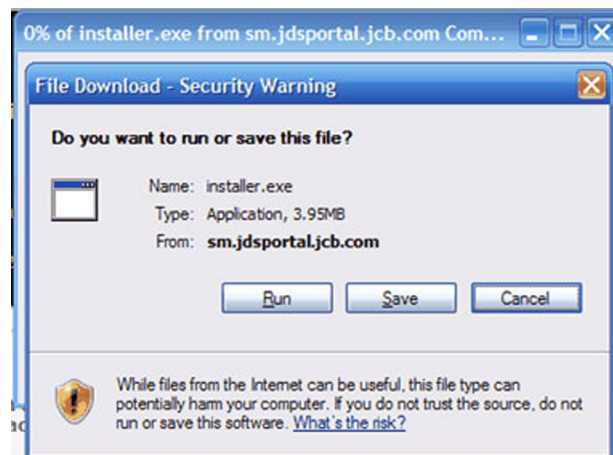 0% of installer.exe from sm.jdsportal.jcb.com Com...
File Download - Security Warning
Do you want to run or save this file?
Name: installer.exe
Type: Application, 3.95MB
From: sm.jdsportal.jcb.com
Run Save Cancel
While files from the Internet can be useful, this file type can
potentially harm your computer. If you do not trust the source, do not
run or save this software. What's the risk?